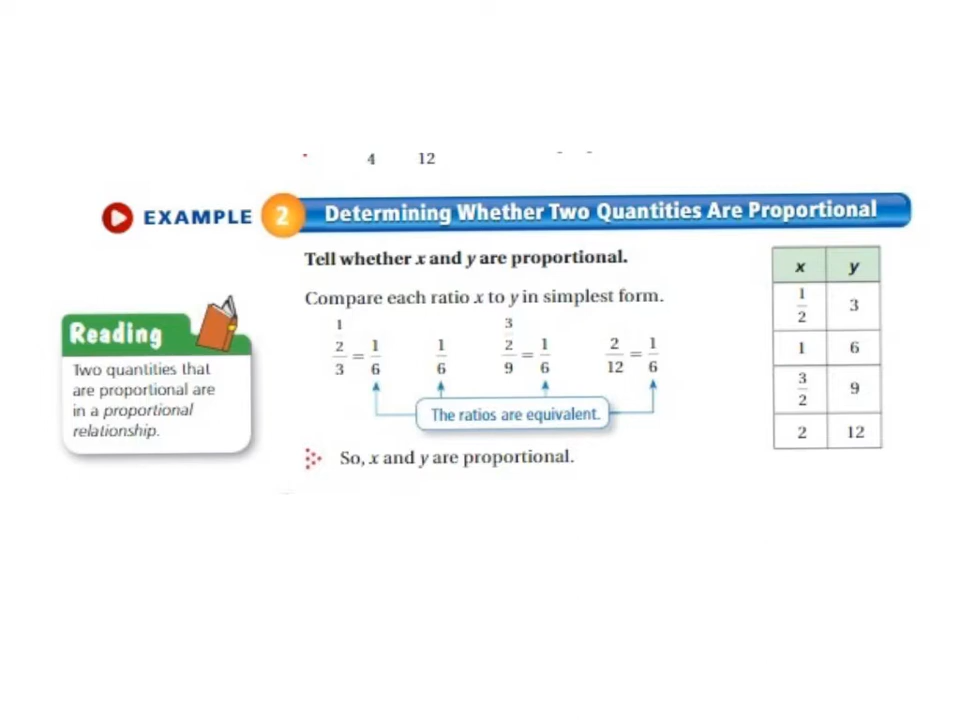 4 12
EXAMPLE 2 Determining Whether Two Quantities Are Proportional
Tell whether x and y are proportional.
Compare each ratio x to y in simplest form.
1/2 / 3 = 1/6 1/6 3/2 / 9 = 1/6 2/12 = 1/6
The ratios are equivalent.
So, x and y are proportional.
Reading
Two quantities that
are proportional are
in a proportional
relationship.
x y
1/2 3
1 6
3/2 9
2 12